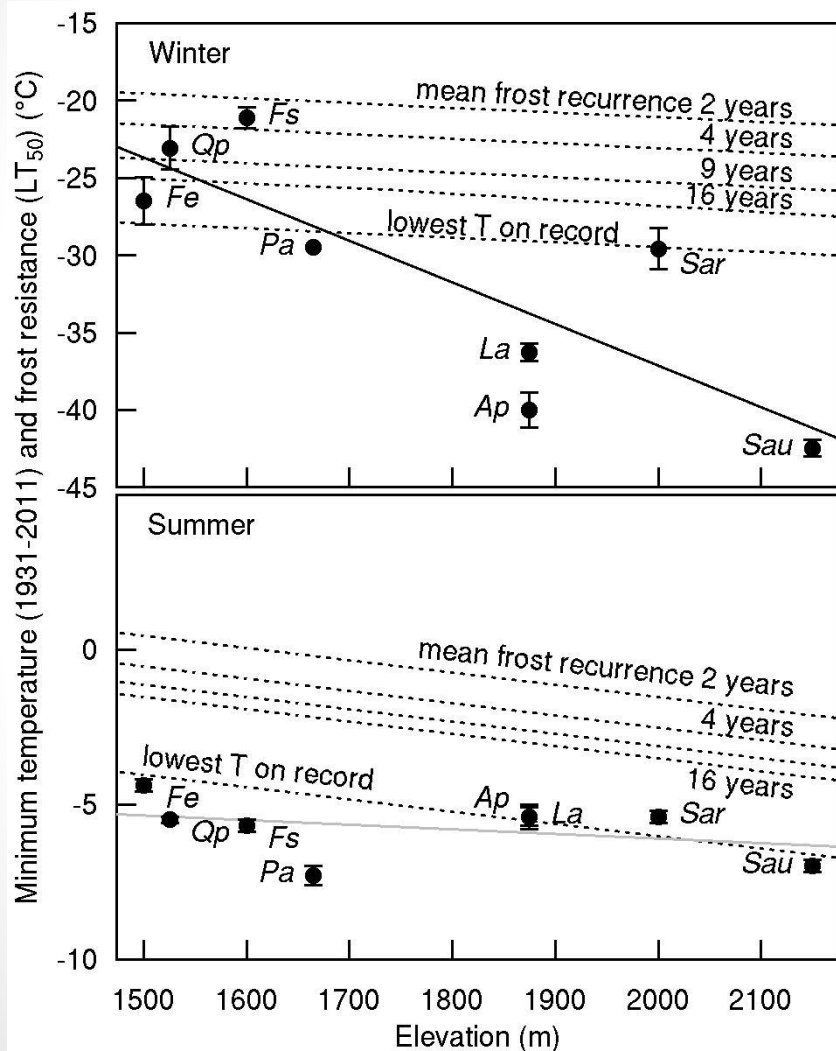 Minimum temperature (1931-2011) and frost resistance (LT50) (°C)
-15
-20
-25
-30
-35
-40
-45
Winter
mean frost recurrence 2 years
4 years
9 years
16 years
lowest T on record
Fs
Qp
Fe
Pa
Sar
La
Ap
Sau
Summer
0
-5
-10
mean frost recurrence 2 years
4 years
16 years
lowest T on record
Fe
Qp
Fs
Pa
Ap
La
Sar
Sau
1500 1600 1700 1800 1900 2000 2100
Elevation (m)